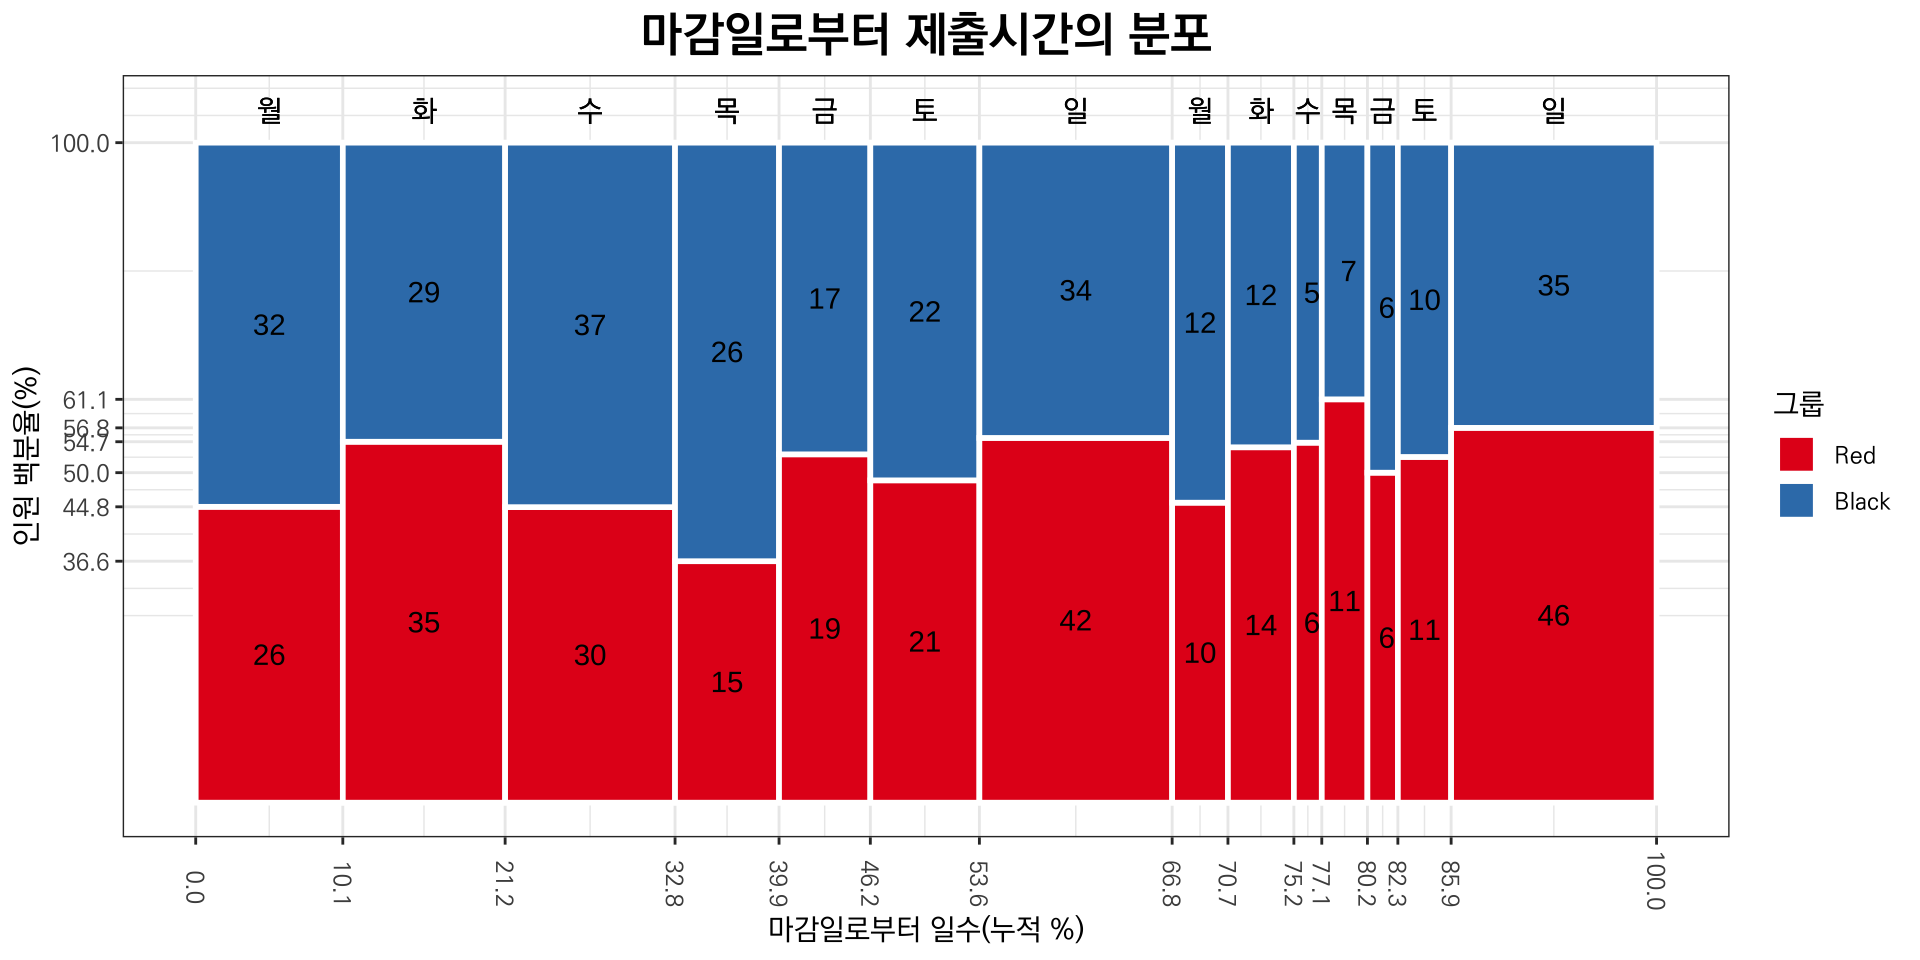 마감일로부터 제출시간의 분포
월 화 수 목 금 토 일 월 화 수 목 금 토 일
100.0
61.1
56.8
54.7
50.0
44.8
36.6
인원 백분율(%)
32 29 37 26 17 22 34 12 12 5 7 6 10 35
26 35 30 15 19 21 42 10 14 6 11 6 11 46
0.0 10.1 21.2 32.8 39.9 46.2 53.6 66.8 70.7 75.2 77.1 80.2 82.3 85.9 100.0
마감일로부터 일수(누적 %)
그룹
Red
Black